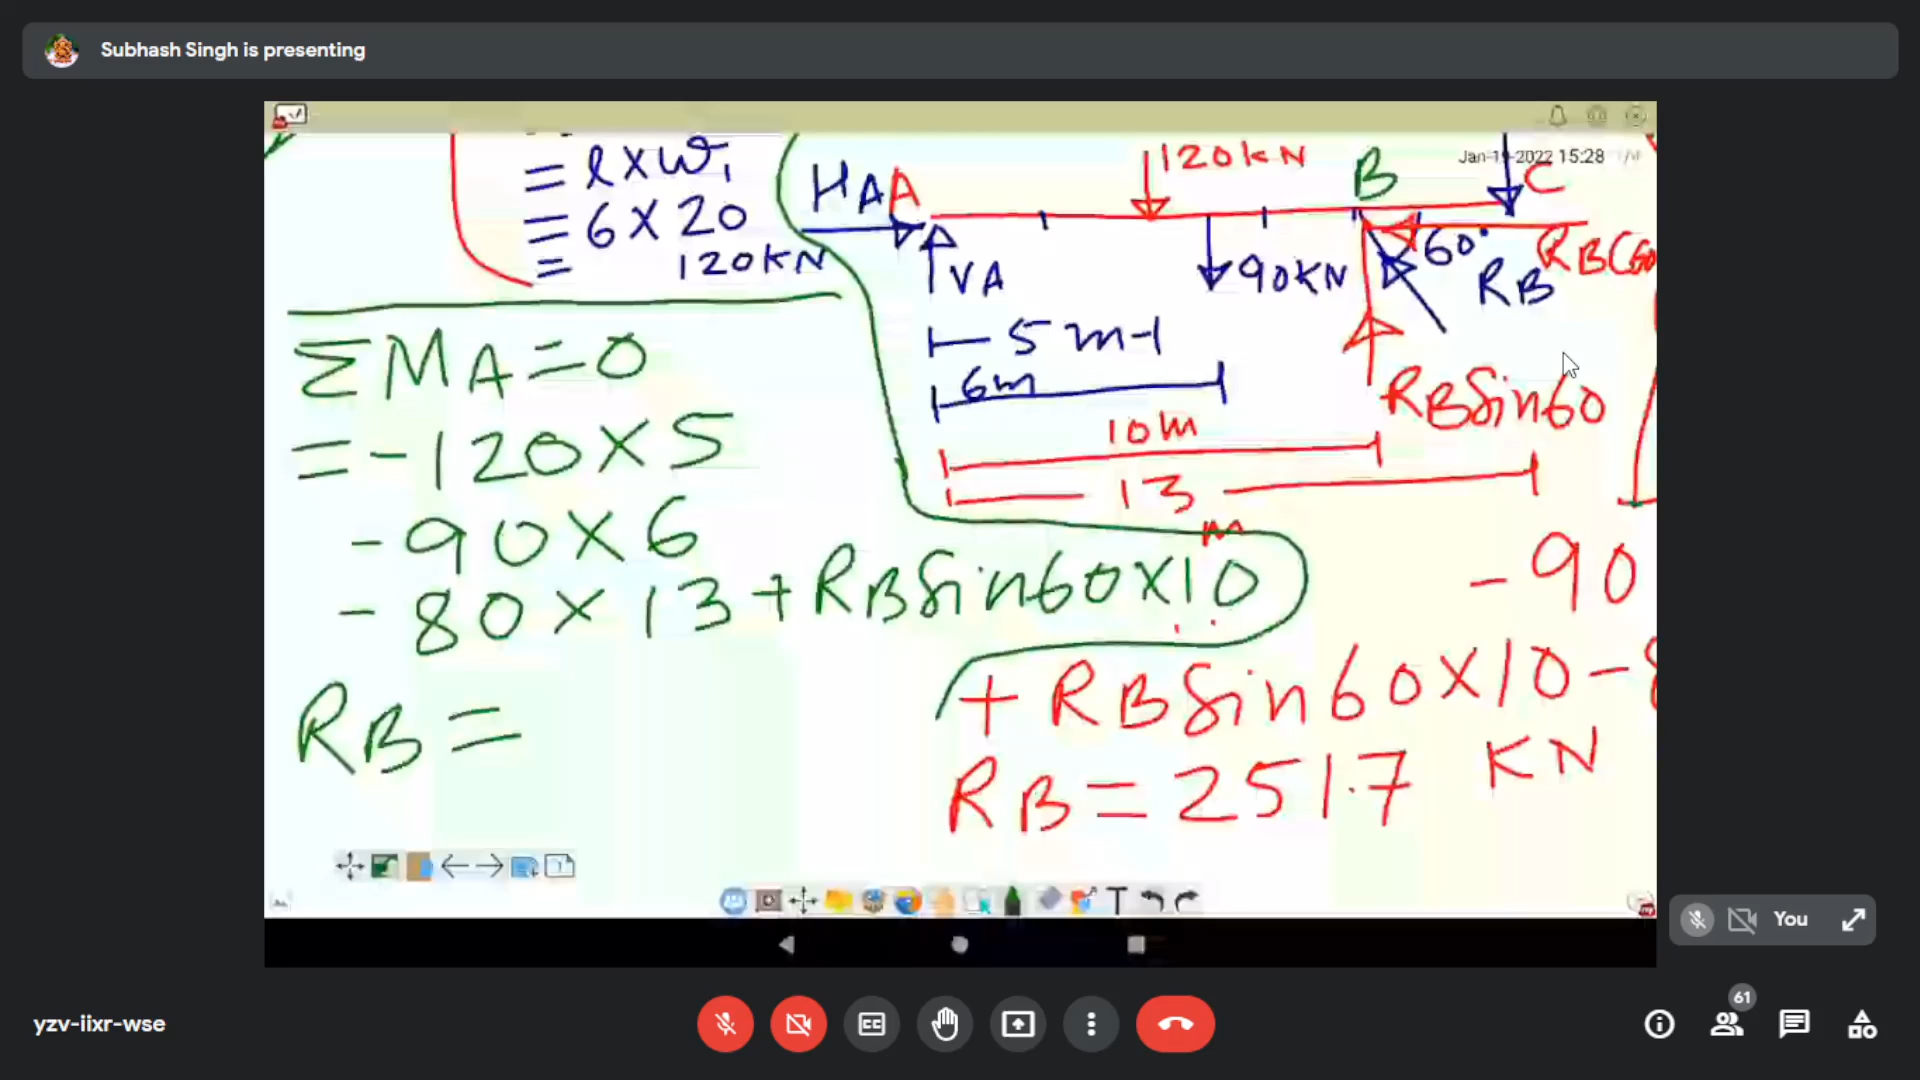 Subhash Singh is presenting
= l X W1
= 6 X 20
= 120KN
HA A
120KN
B
Jan-19-2022 15:28
C
VA
90KN
60°
RB
5m
6m
RBSin60
10m
13
m
ΣMA=0
=-120X5
-90X6
-80X13+RBSin60X10
RB=
-90
+RBSin60X10-
RB=251.7 KN
T
You
yzv-iixr-wse
61